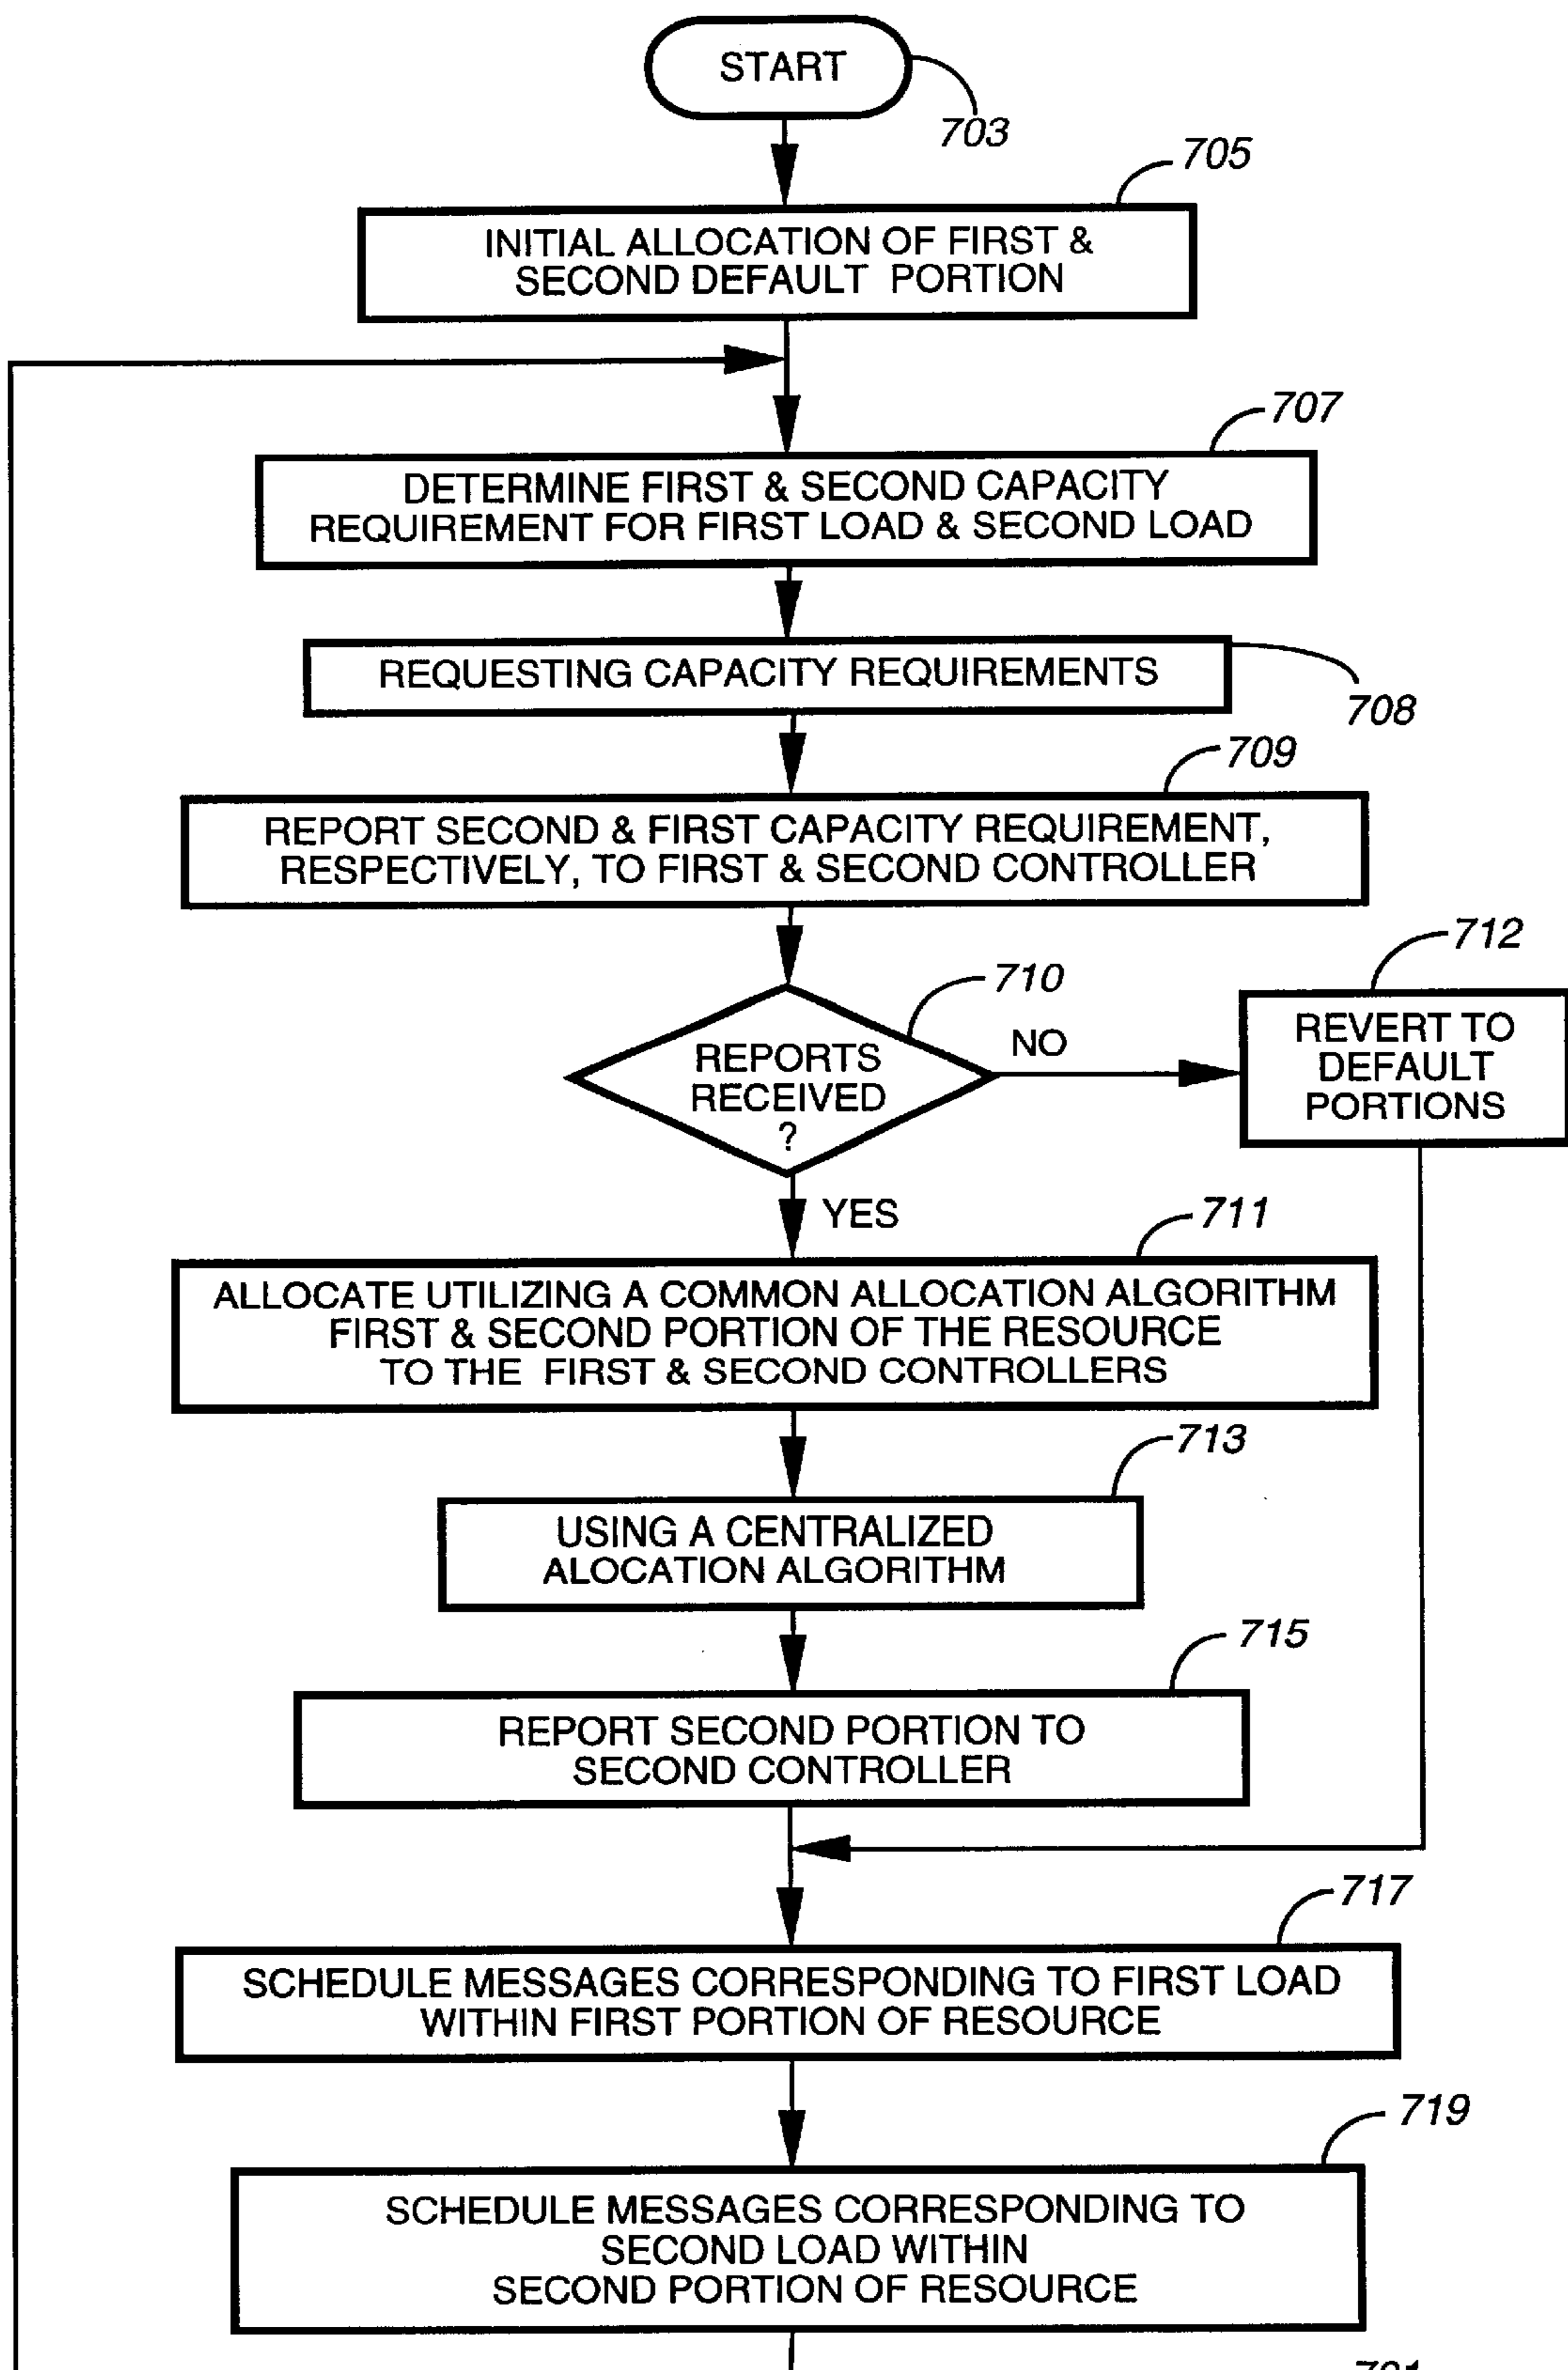 START
703
705
INITIAL ALLOCATION OF FIRST &
SECOND DEFAULT PORTION
707
DETERMINE FIRST & SECOND CAPACITY
REQUIREMENT FOR FIRST LOAD & SECOND LOAD
REQUESTING CAPACITY REQUIREMENTS
708
709
REPORT SECOND & FIRST CAPACITY REQUIREMENT,
RESPECTIVELY, TO FIRST & SECOND CONTROLLER
710
712
REPORTS
RECEIVED
?
NO
REVERT TO
DEFAULT
PORTIONS
YES
711
ALLOCATE UTILIZING A COMMON ALLOCATION ALGORITHM
FIRST & SECOND PORTION OF THE RESOURCE
TO THE FIRST & SECOND CONTROLLERS
713
USING A CENTRALIZED
ALOCATION ALGORITHM
715
REPORT SECOND PORTION TO
SECOND CONTROLLER
717
SCHEDULE MESSAGES CORRESPONDING TO FIRST LOAD
WITHIN FIRST PORTION OF RESOURCE
719
SCHEDULE MESSAGES CORRESPONDING TO
SECOND LOAD WITHIN
SECOND PORTION OF RESOURCE